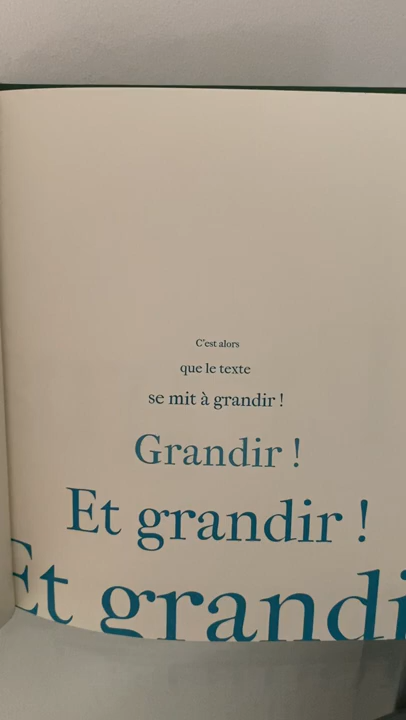 C'est alors
que le texte
se mit à grandir !
Grandir !
Et grandir !
Et grandi